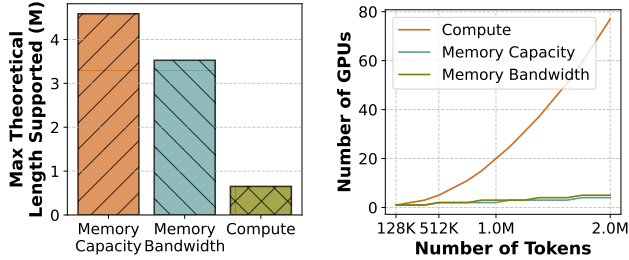 Max Theoretical
Length Supported (M)
4
3
2
1
0
Memory
Capacity
Memory
Bandwidth
Compute
Number of GPUs
80
60
40
20
0
Compute
Memory Capacity
Memory Bandwidth
128K 512K 1.0M 2.0M
Number of Tokens